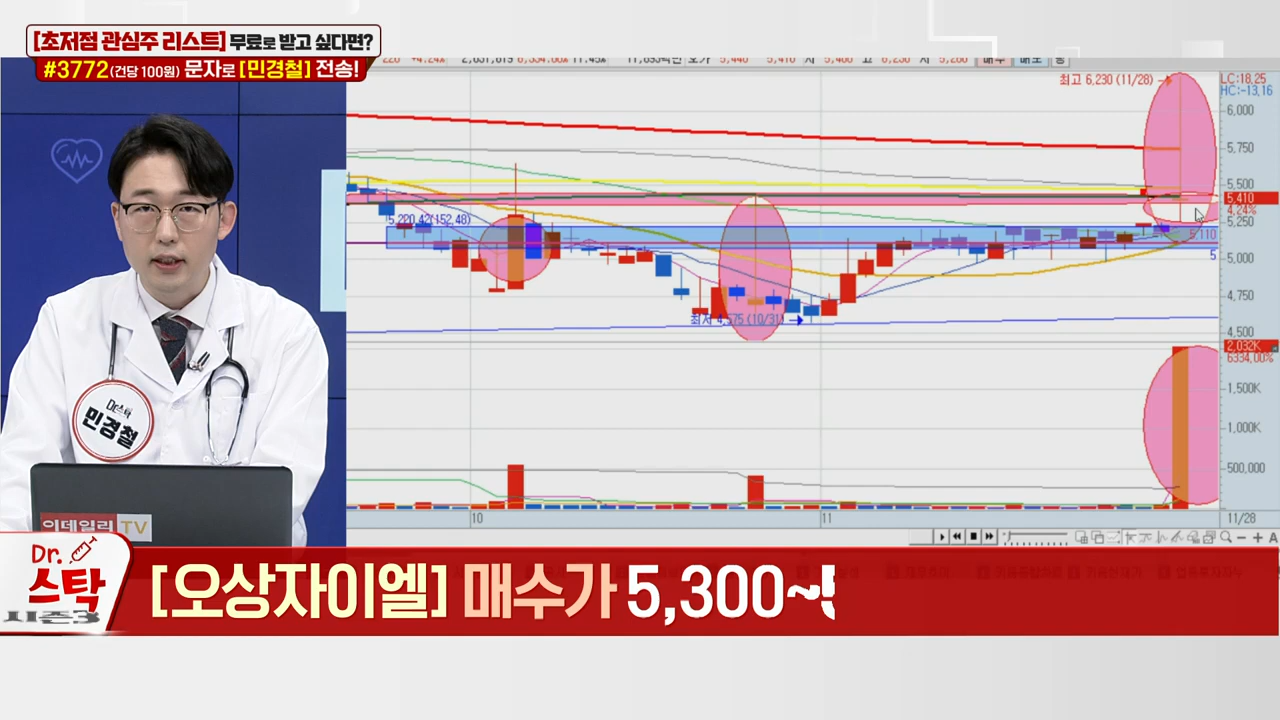 [초저점 관심주 리스트] 무료로 받고 싶다면?
#3772(건당 100원) 문자로 [민경철] 전송!
최고 6,230 (11/28)
LC:18.25
HC:-13.16
6,000
5,750
5,500
5,410
4.24%
5,250
5,220.42(152.48)
5,110
5,000
4,750
최저 4,575 (10/31)
4,500
2,032K
6334.00%
1,500K
1,000K
500,000
10
11
11/28
Dr.스탁
민경철
이데일리 TV
Dr.
스탁
시즌3
[오상자이엘] 매수가 5,300~